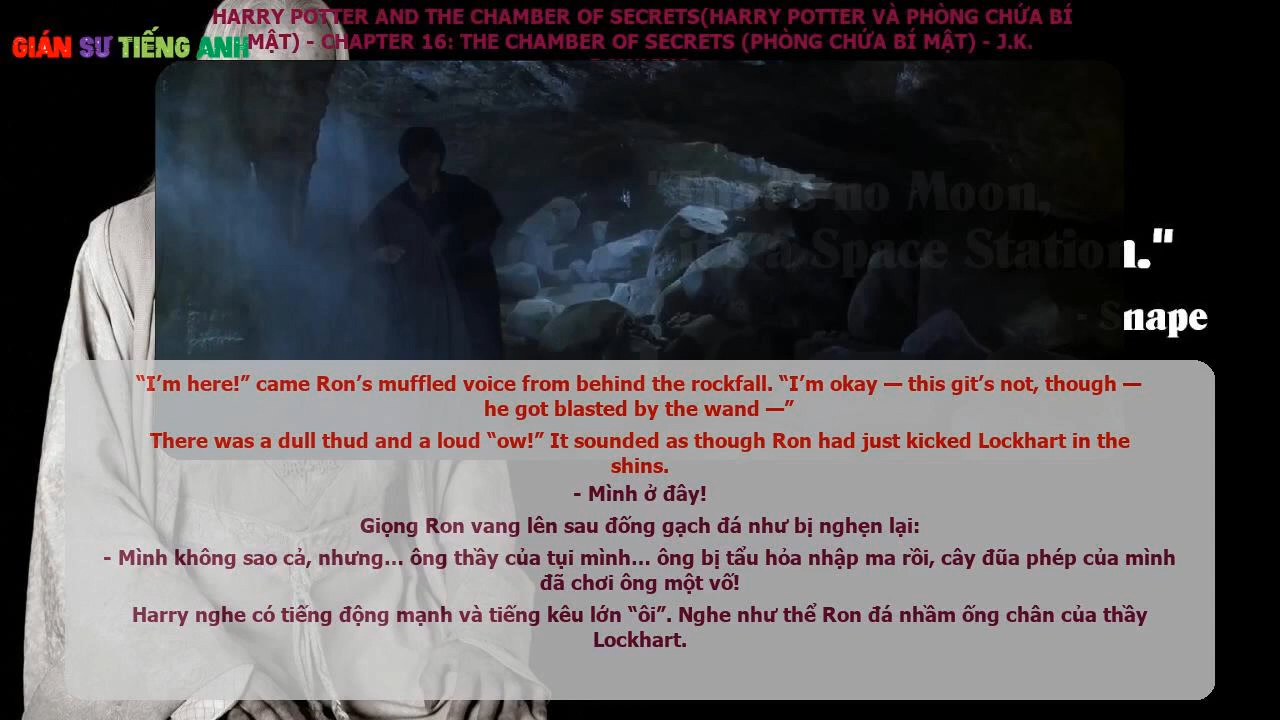 HARRY POTTER AND THE CHAMBER OF SECRETS(HARRY POTTER VÀ PHÒNG CHỨA BÍ
MẬT) - CHAPTER 16: THE CHAMBER OF SECRETS (PHÒNG CHỨA BÍ MẬT) - J.K.
GIÁN SƯ TIẾNG ANH
"That's no Moon,
it's a Space Station."
- Snape
“I’m here!” came Ron’s muffled voice from behind the rockfall. “I’m okay — this git’s not, though —
he got blasted by the wand —”
There was a dull thud and a loud “ow!” It sounded as though Ron had just kicked Lockhart in the
shins.
- Mình ở đây!
Giọng Ron vang lên sau đống gạch đá như bị nghẹn lại:
- Mình không sao cả, nhưng… ông thầy của tụi mình… ông bị tẩu hỏa nhập ma rồi, cây đũa phép của mình
đã chơi ông một vố!
Harry nghe có tiếng động mạnh và tiếng kêu lớn “ôi”. Nghe như thể Ron đá nhầm ống chân của thầy
Lockhart.